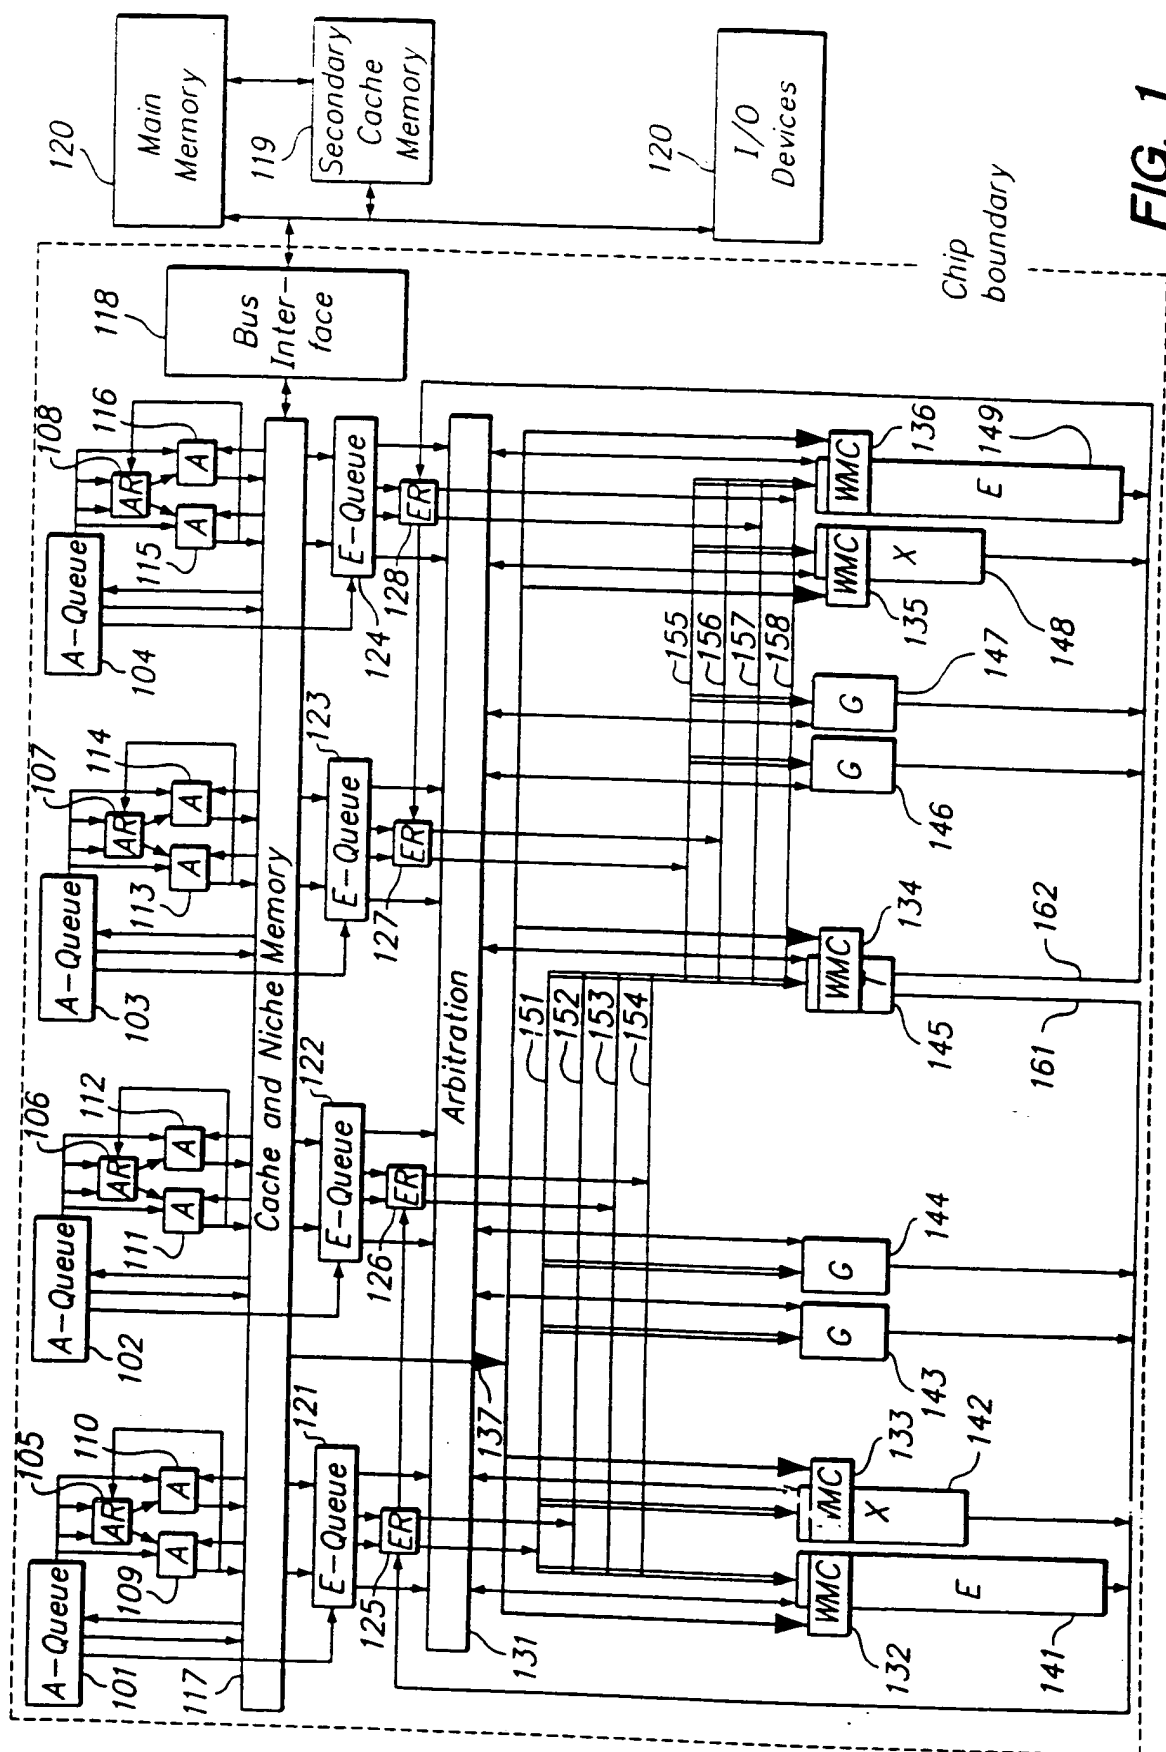 101
A-Queue
102
A-Queue
103
A-Queue
104
A-Queue
105
AR
109
A
110
A
106
AR
111
A
112
A
107
AR
113
A
114
A
108
AR
115
A
116
A
117
Cache and Niche Memory
118
Bus
Inter-
face
120
Main
Memory
119
Secondary
Cache
Memory
120
I/O
Devices
Chip
boundary
121
E-Queue
122
E-Queue
123
E-Queue
124
E-Queue
125
ER
126
ER
127
ER
128
ER
131
Arbitration
137
151
152
153
154
155
156
157
158
132
WMC
E
141
133
WMC
X
142
G
143
G
144
134
WMC
T
145
161
162
G
146
G
147
135
WMC
X
148
136
WMC
E
149
FIG. 1